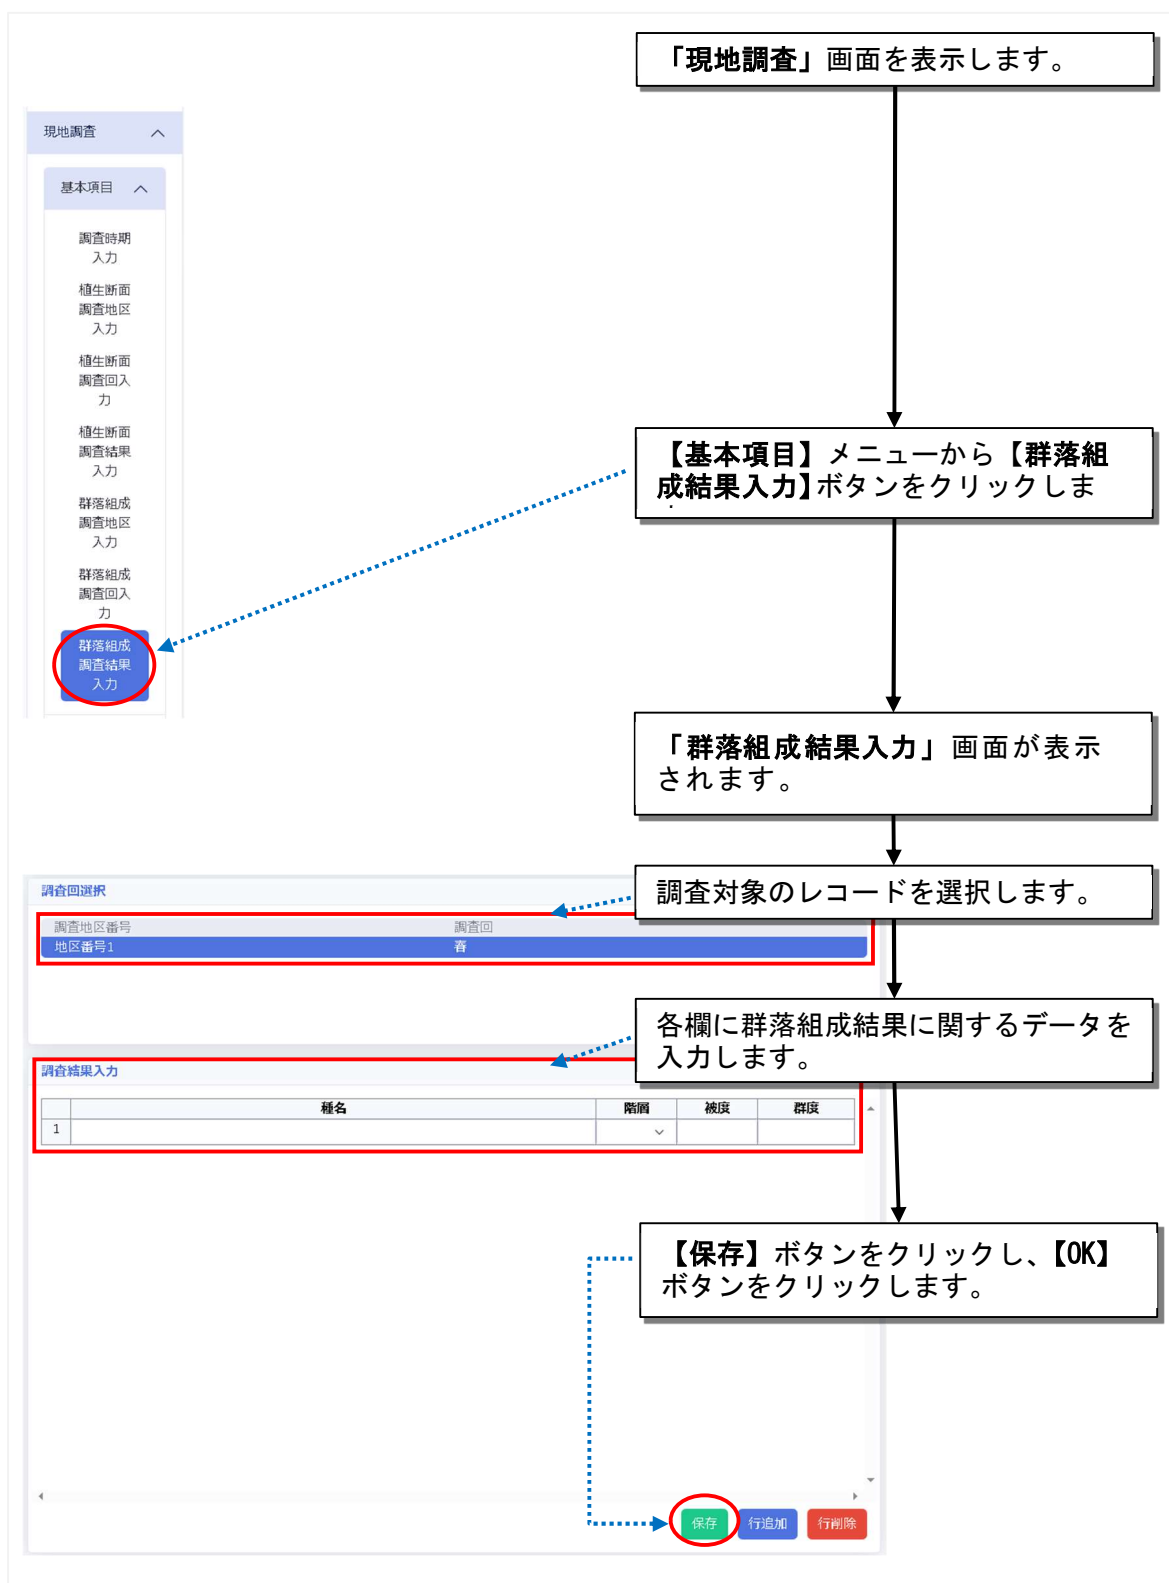 「現地調査」画面を表示します。
現地調査
基本項目
調査時期
入力
植生断面
調査地区
入力
植生断面
調査回入
力
植生断面
調査結果
入力
群落組成
調査地区
入力
群落組成
調査回入
力
群落組成
調査結果
入力
【基本項目】メニューから【群落組
成結果入力】ボタンをクリックしま
「群落組成結果入力」画面が表示
されます。
調査対象のレコードを選択します。
調査回選択
調査地区番号 調査回
地区番号1 春
各欄に群落組成結果に関するデータを
入力します。
調査結果入力
種名 階層 被度 群度
1
【保存】ボタンをクリックし、【OK】
ボタンをクリックします。
保存 行追加 行削除